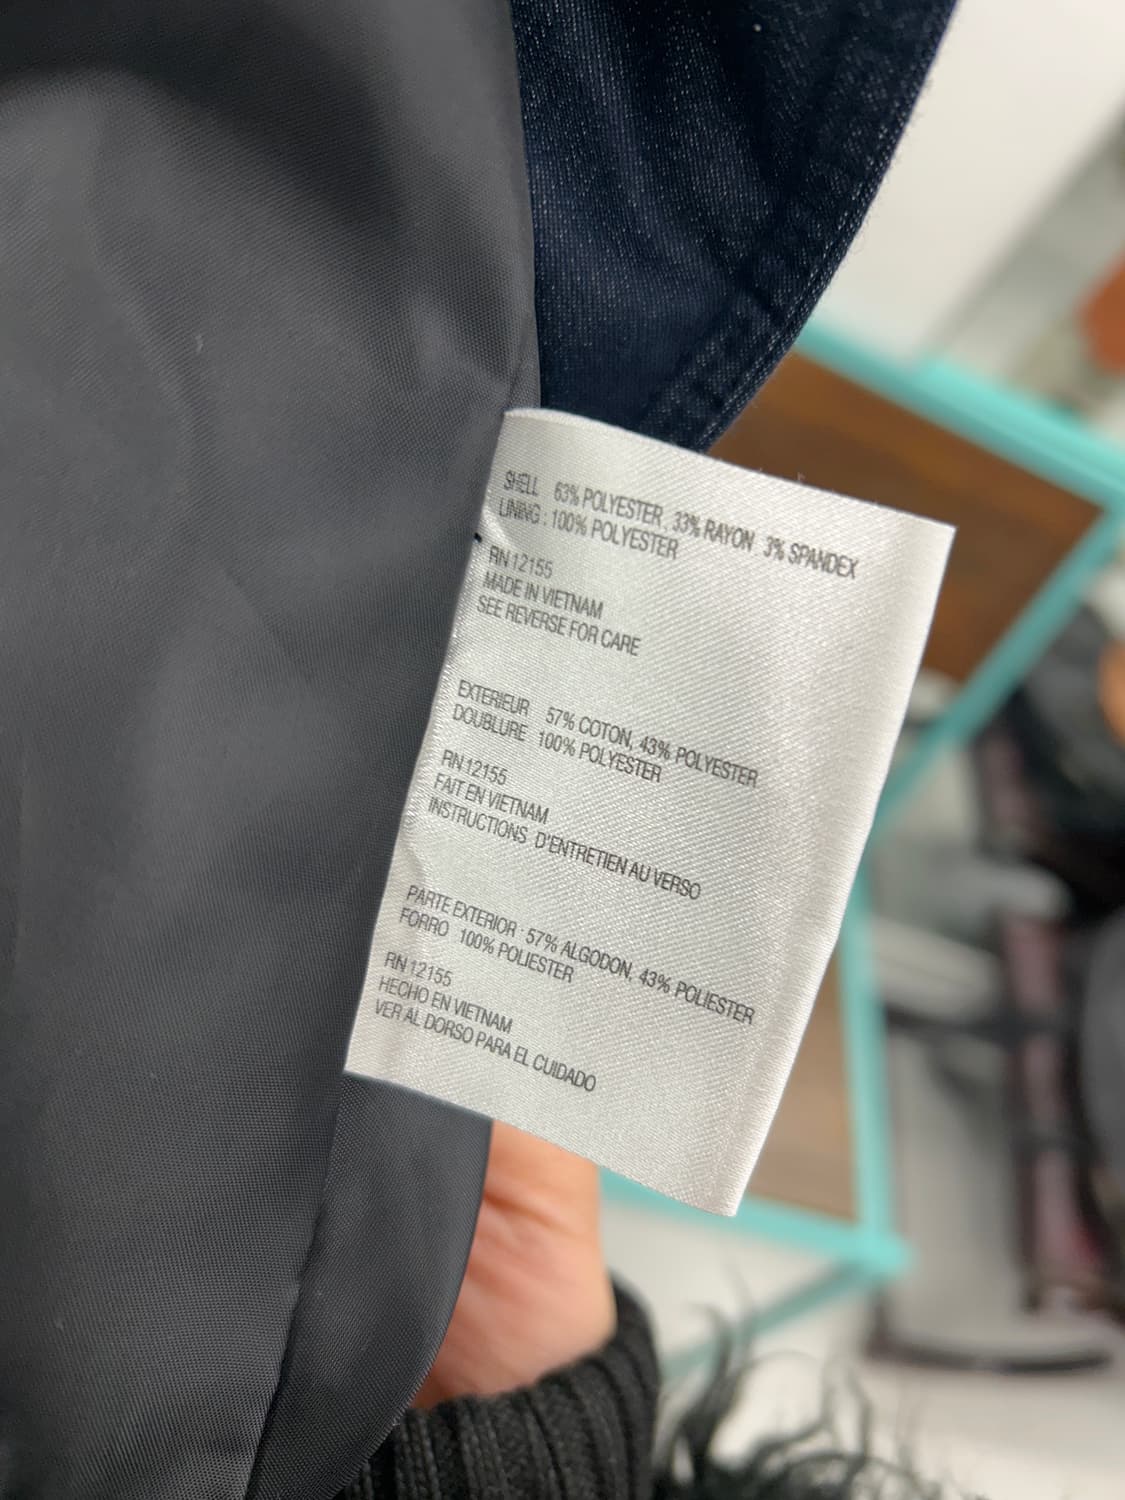 SHELL 63% POLYESTER, 33% RAYON 3% SPANDEX
LINING : 100% POLYESTER
RN 12155
MADE IN VIETNAM
SEE REVERSE FOR CARE
EXTERIEUR 57% COTON, 43% POLYESTER
DOUBLURE 100% POLYESTER
RN 12155
FAIT EN VIETNAM
INSTRUCTIONS D'ENTRETIEN AU VERSO
PARTE EXTERIOR : 57% ALGODON, 43% POLIESTER
FORRO 100% POLIESTER
RN 12155
HECHO EN VIETNAM
VER AL DORSO PARA EL CUIDADO